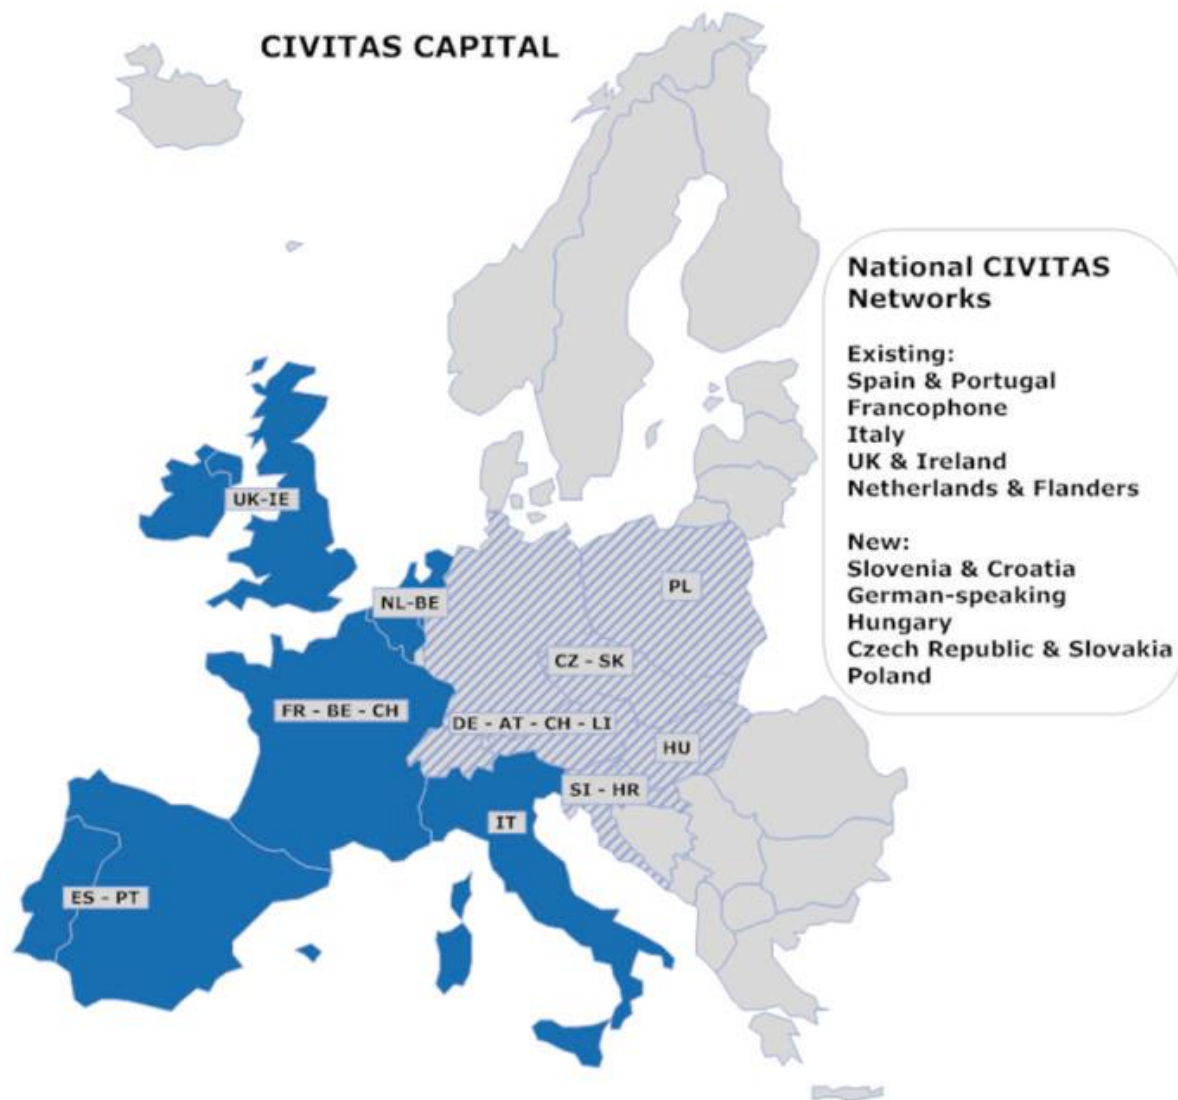 CIVITAS CAPITAL
National CIVITAS
Networks
Existing:
Spain & Portugal
Francophone
Italy
UK & Ireland
Netherlands & Flanders
New:
Slovenia & Croatia
German-speaking
Hungary
Czech Republic & Slovakia
Poland
UK-IE
NL-BE
PL
CZ - SK
FR - BE - CH
DE - AT - CH - LI
HU
SI - HR
IT
ES - PT